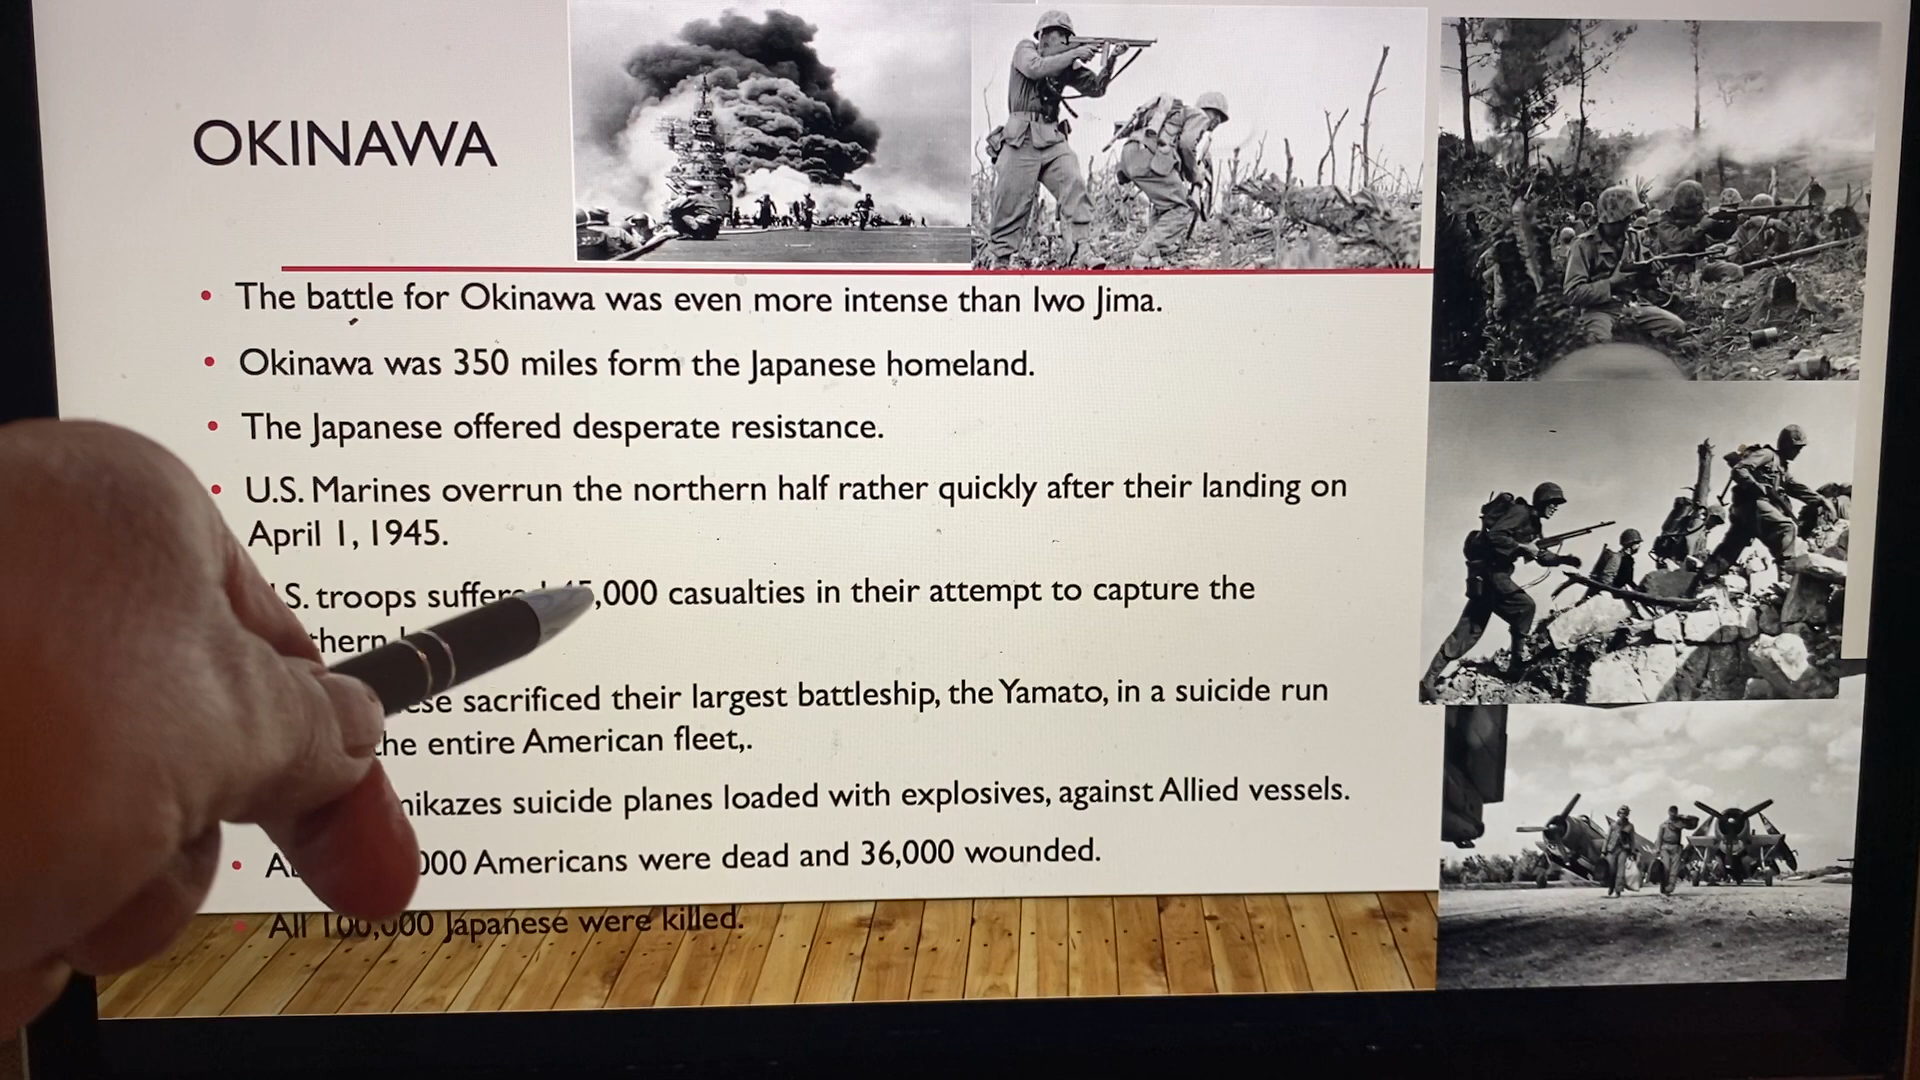 OKINAWA
• The battle for Okinawa was even more intense than Iwo Jima.
• Okinawa was 350 miles form the Japanese homeland.
• The Japanese offered desperate resistance.
• U.S. Marines overrun the northern half rather quickly after their landing on
April 1, 1945.
troops casualties in their attempt to capture the
sacrificed their largest battleship, the Yamato, in a suicide run
entire American fleet,.
suicide planes loaded with explosives, against Allied vessels.
• Americans were dead and 36,000 wounded.
• All 100,000 Japanese were killed.